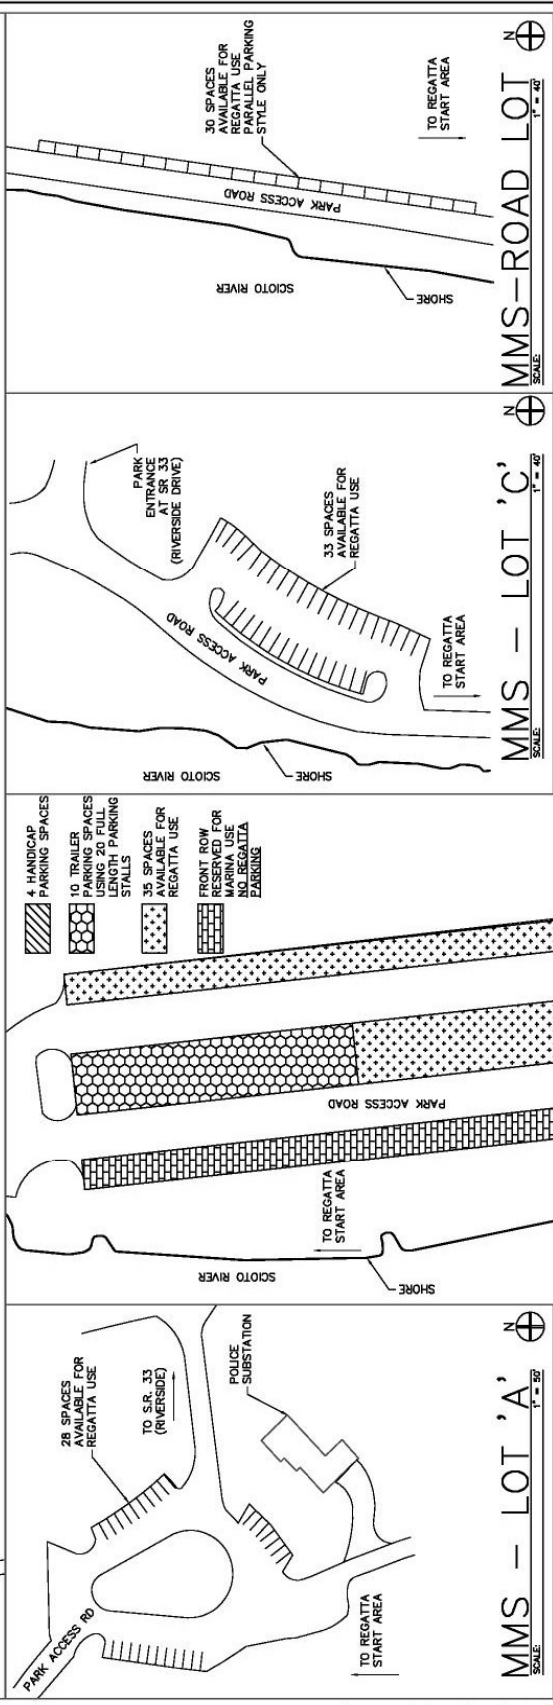 30 SPACES
AVAILABLE FOR
REGATTA USE
PARALLEL PARKING
STYLE ONLY
PARK ACCESS ROAD
SCIOTO RIVER
SHORE
TO REGATTA
START AREA
MMS-ROAD LOT
SCALE: 1" = 40'
N
PARK
ENTRANCE
AT SR 33
(RIVERSIDE DRIVE)
33 SPACES
AVAILABLE FOR
REGATTA USE
PARK ACCESS ROAD
SCIOTO RIVER
SHORE
TO REGATTA
START AREA
MMS - LOT 'C'
SCALE: 1" = 40'
N
4 HANDICAP
PARKING SPACES
10 TRAILER
PARKING SPACES
USING 20 FULL
LENGTH PARKING
STALLS
35 SPACES
AVAILABLE FOR
REGATTA USE
FRONT ROW
RESERVED FOR
MARINA USE
NO REGATTA
PARKING
PARK ACCESS ROAD
TO REGATTA
START AREA
SCIOTO RIVER
SHORE
28 SPACES
AVAILABLE FOR
REGATTA USE
TO S.R. 33
(RIVERSIDE)
POLICE
SUBSTATION
PARK ACCESS RD
TO REGATTA
START AREA
MMS - LOT 'A'
SCALE: 1" = 50'
N